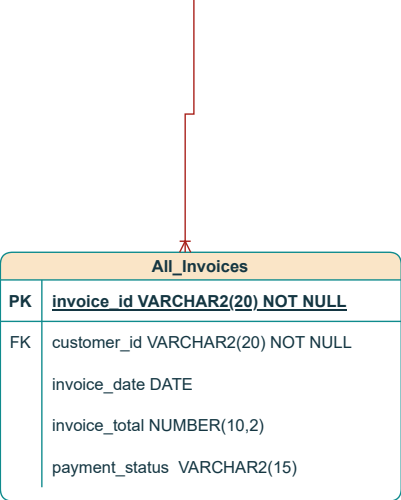 All_Invoices
PK invoice_id VARCHAR2(20) NOT NULL
FK customer_id VARCHAR2(20) NOT NULL
invoice_date DATE
invoice_total NUMBER(10,2)
payment_status VARCHAR2(15)